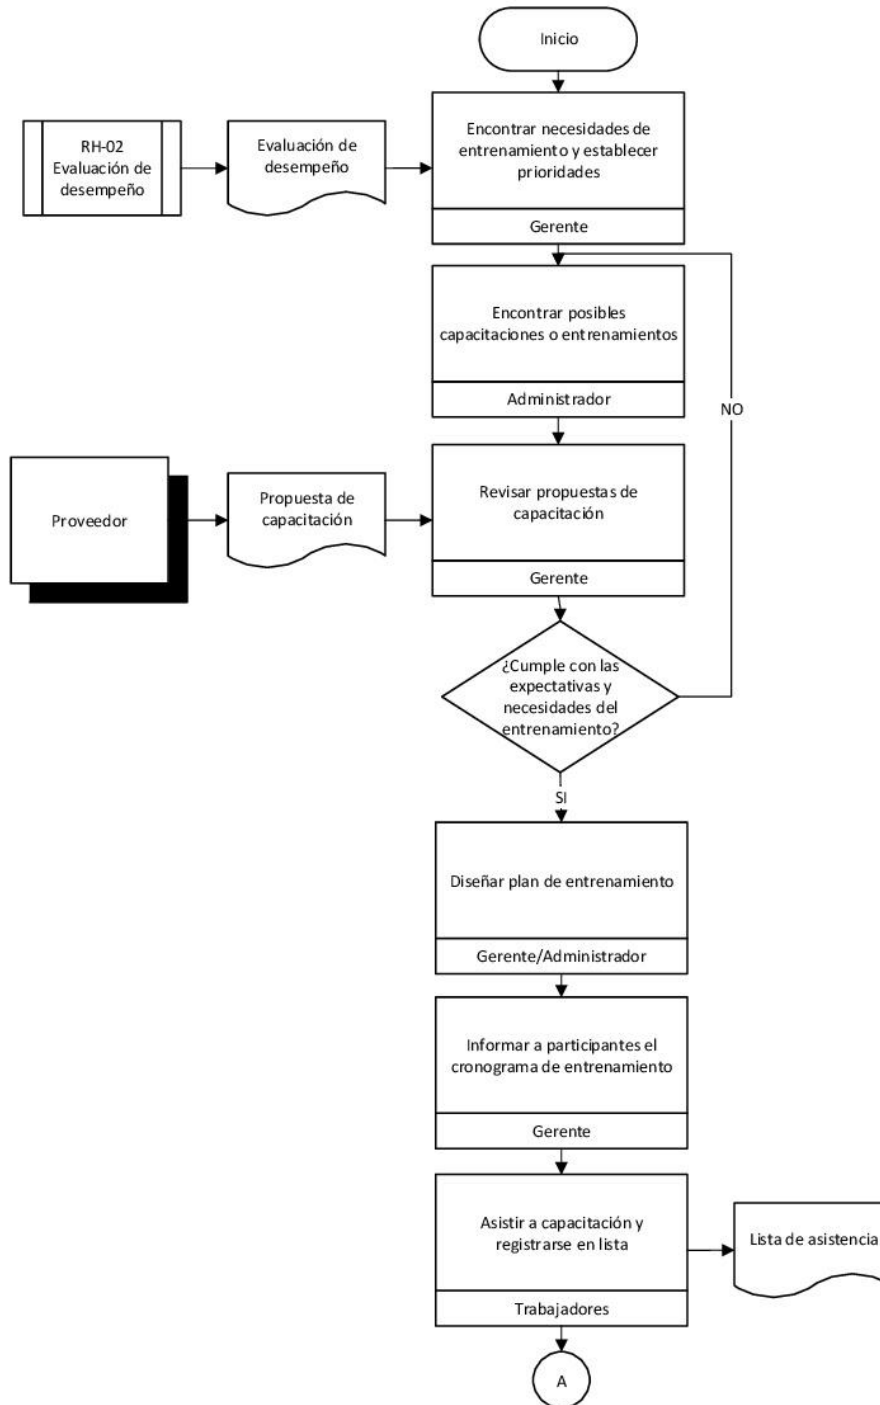 Inicio
RH-02
Evaluación de
desempeño
Evaluación de
desempeño
Encontrar necesidades de
entrenamiento y establecer
prioridades
Gerente
Encontrar posibles
capacitaciones o entrenamientos
Administrador
NO
Proveedor
Propuesta de
capacitación
Revisar propuestas de
capacitación
Gerente
¿Cumple con las
expectativas y
necesidades del
entrenamiento?
SI
Diseñar plan de entrenamiento
Gerente/Administrador
Informar a participantes el
cronograma de entrenamiento
Gerente
Asistir a capacitación y
registrarse en lista
Trabajadores
Lista de asistencia
A